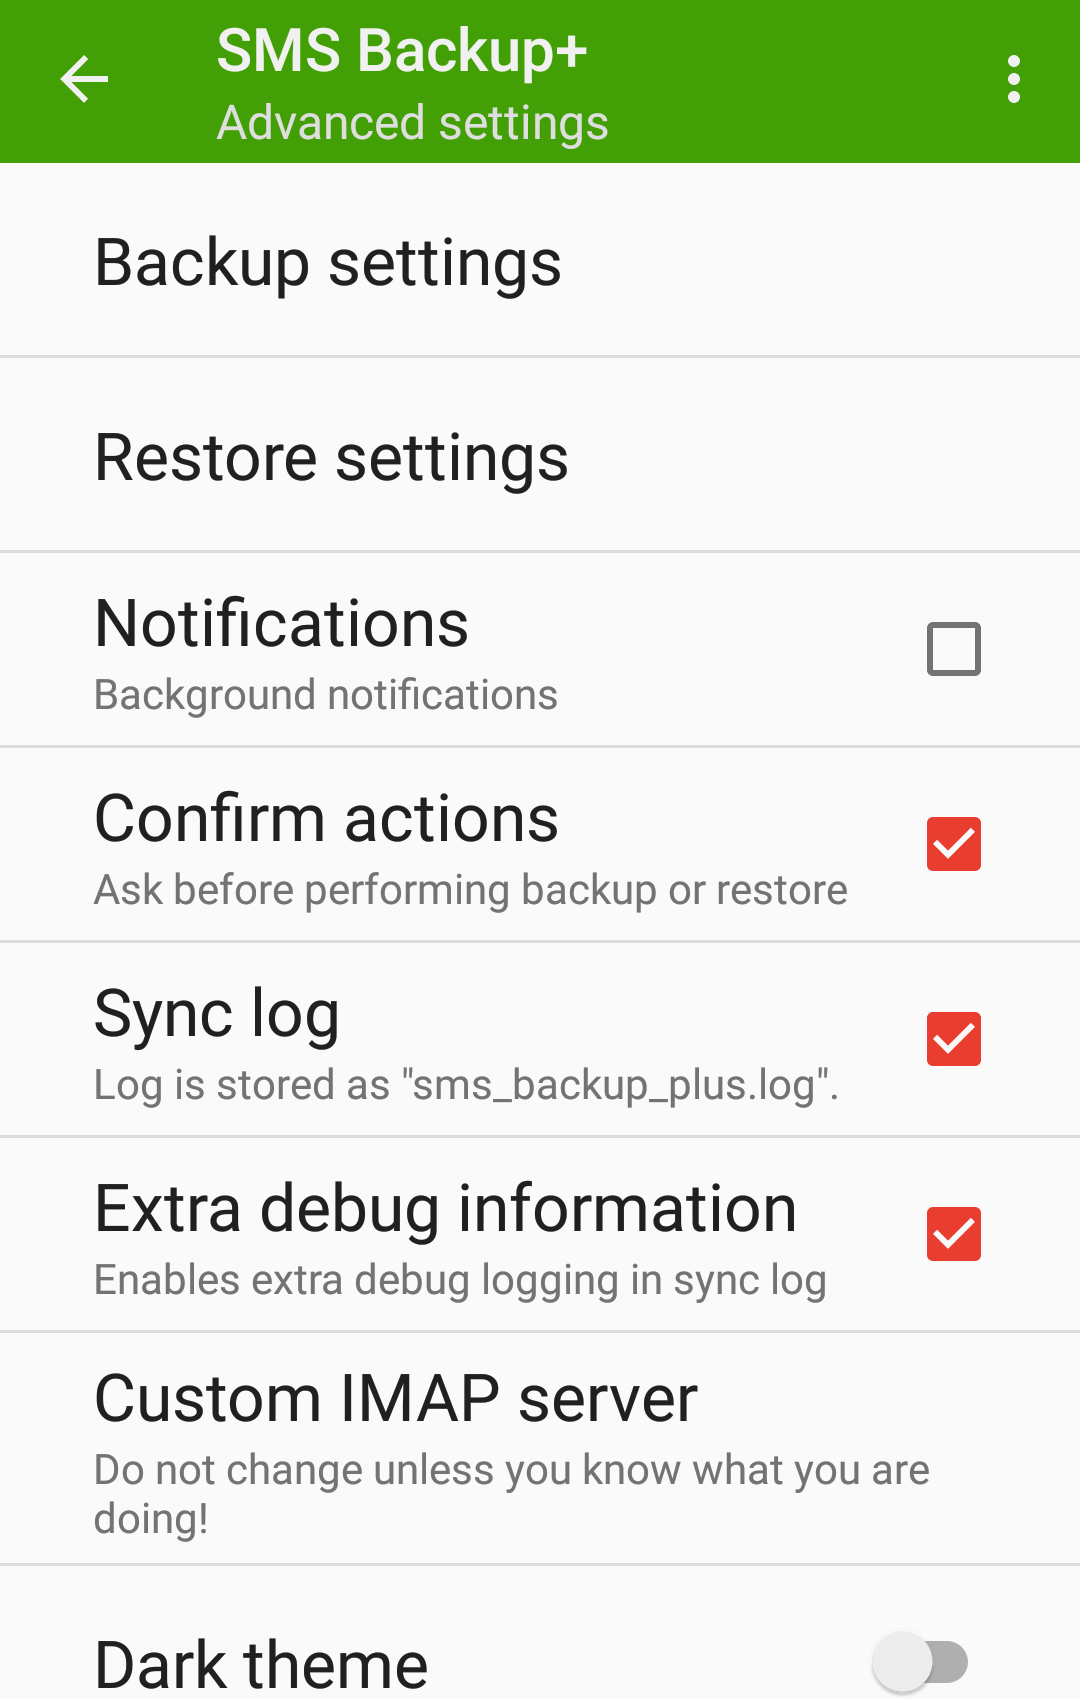 SMS Backup+
Advanced settings
Backup settings
Restore settings
Notifications
Background notifications
Confirm actions
Ask before performing backup or restore
Sync log
Log is stored as "sms_backup_plus.log".
Extra debug information
Enables extra debug logging in sync log
Custom IMAP server
Do not change unless you know what you are
doing!
Dark theme